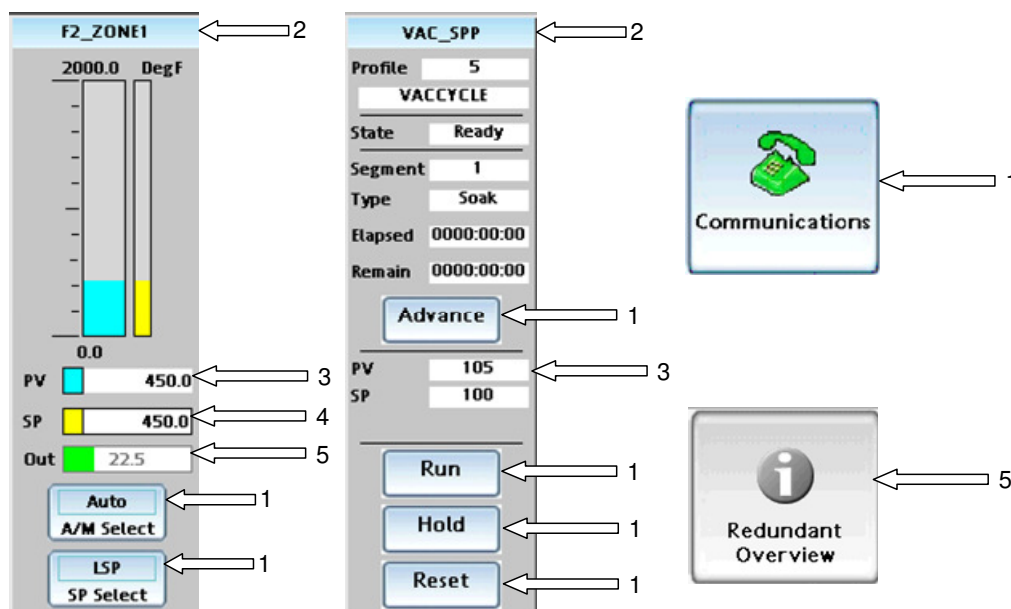 F2_ZONE1
2
2000.0 DegF
0.0
PV 450.0
3
SP 450.0
4
Out 22.5
5
Auto
A/M Select
1
LSP
SP Select
1
VAC_SPP
2
Profile 5
VACCYCLE
State Ready
Segment 1
Type Soak
Elapsed 0000:00:00
Remain 0000:00:00
Advance
1
PV 105
3
SP 100
Run
1
Hold
1
Reset
1
Communications
i
Redundant
Overview
5